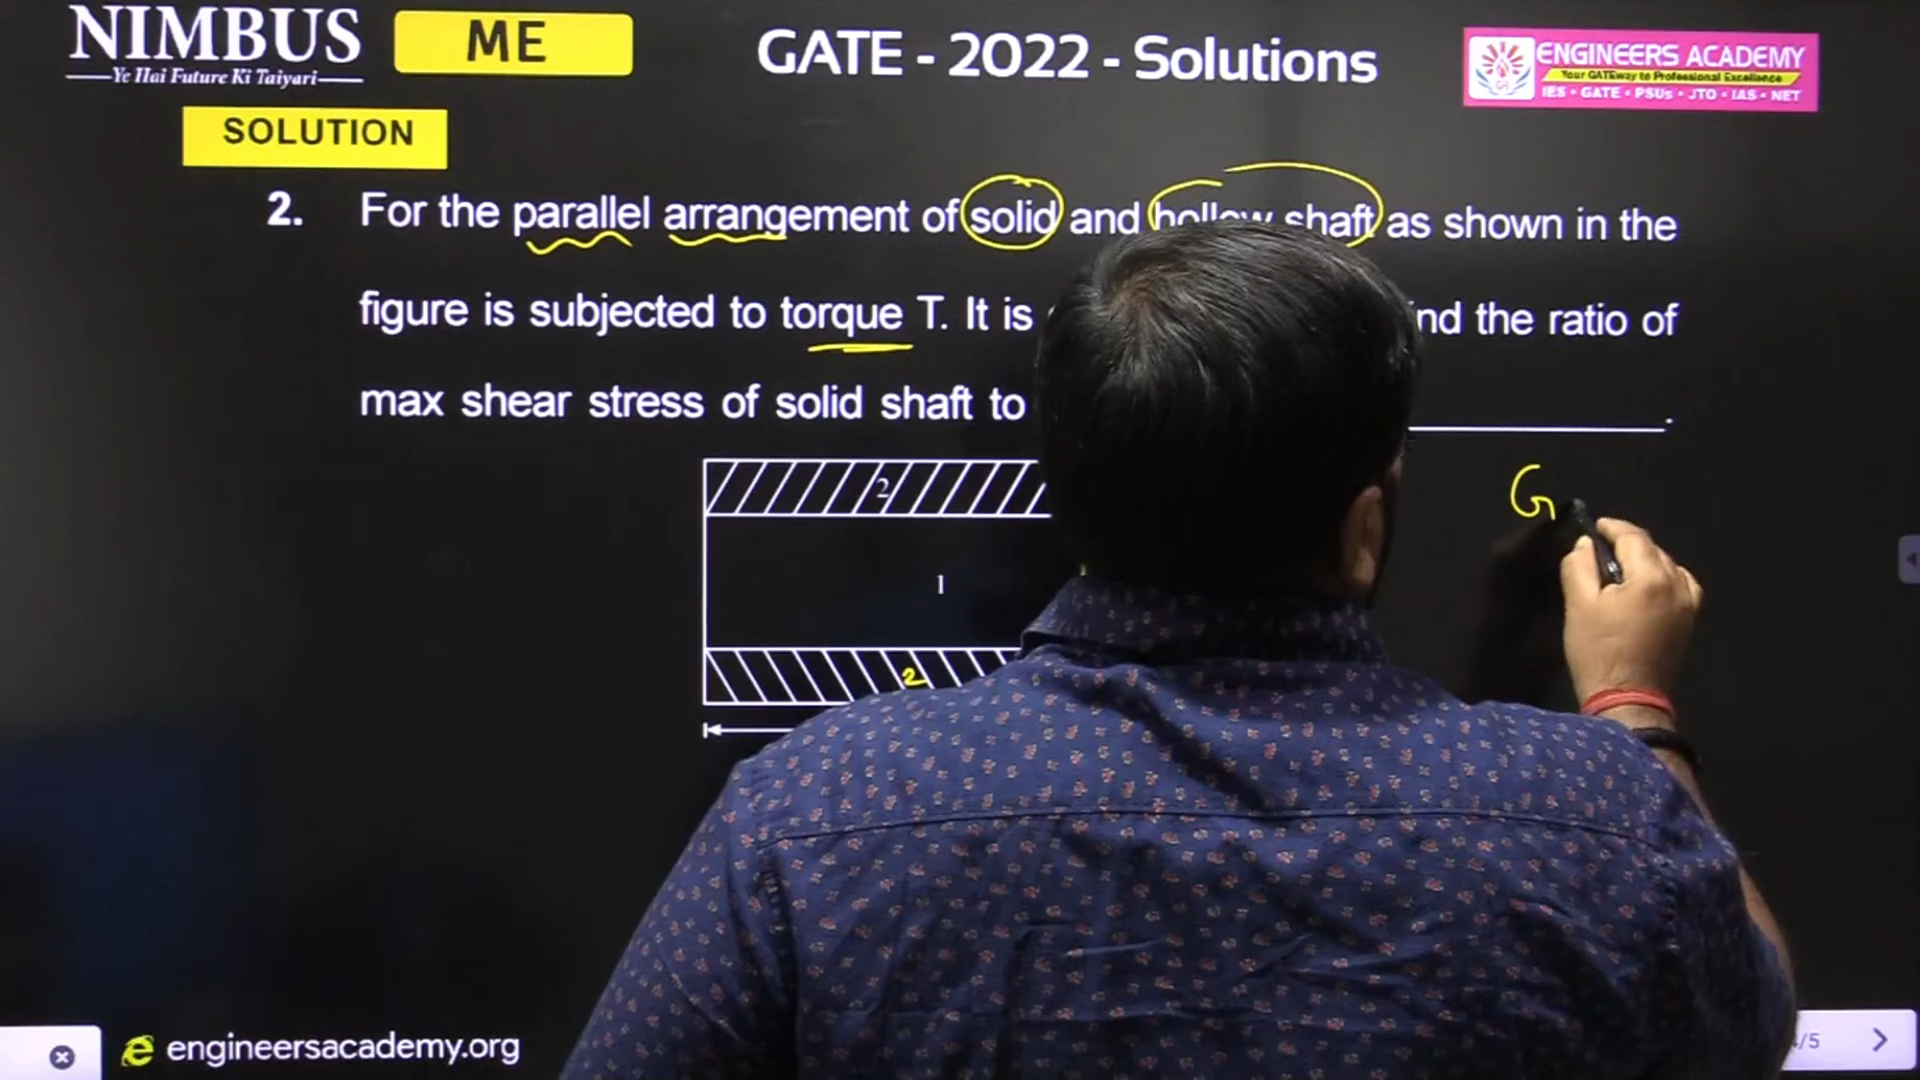 NIMBUS
Ye Hai Future Ki Taiyari
ME
GATE - 2022 - Solutions
ENGINEERS ACADEMY
Your GATEway to Professional Excellence
IES • GATE • PSUs • JTO • IAS • NET
SOLUTION
2. For the parallel arrangement of solid and hollow shaft as shown in the
figure is subjected to torque T. It is nd the ratio of
max shear stress of solid shaft to .
2
G
1
2
engineersacademy.org
/5